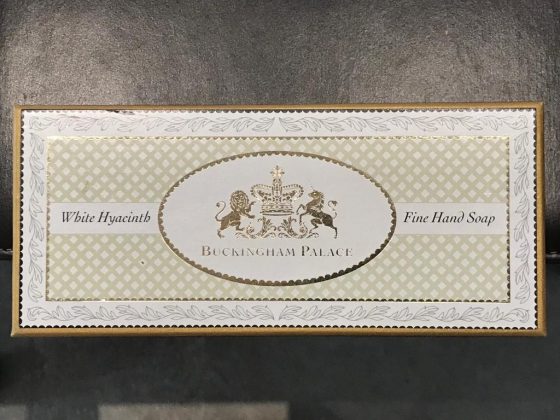 White Hyacinth
BUCKINGHAM PALACE
Fine Hand Soap